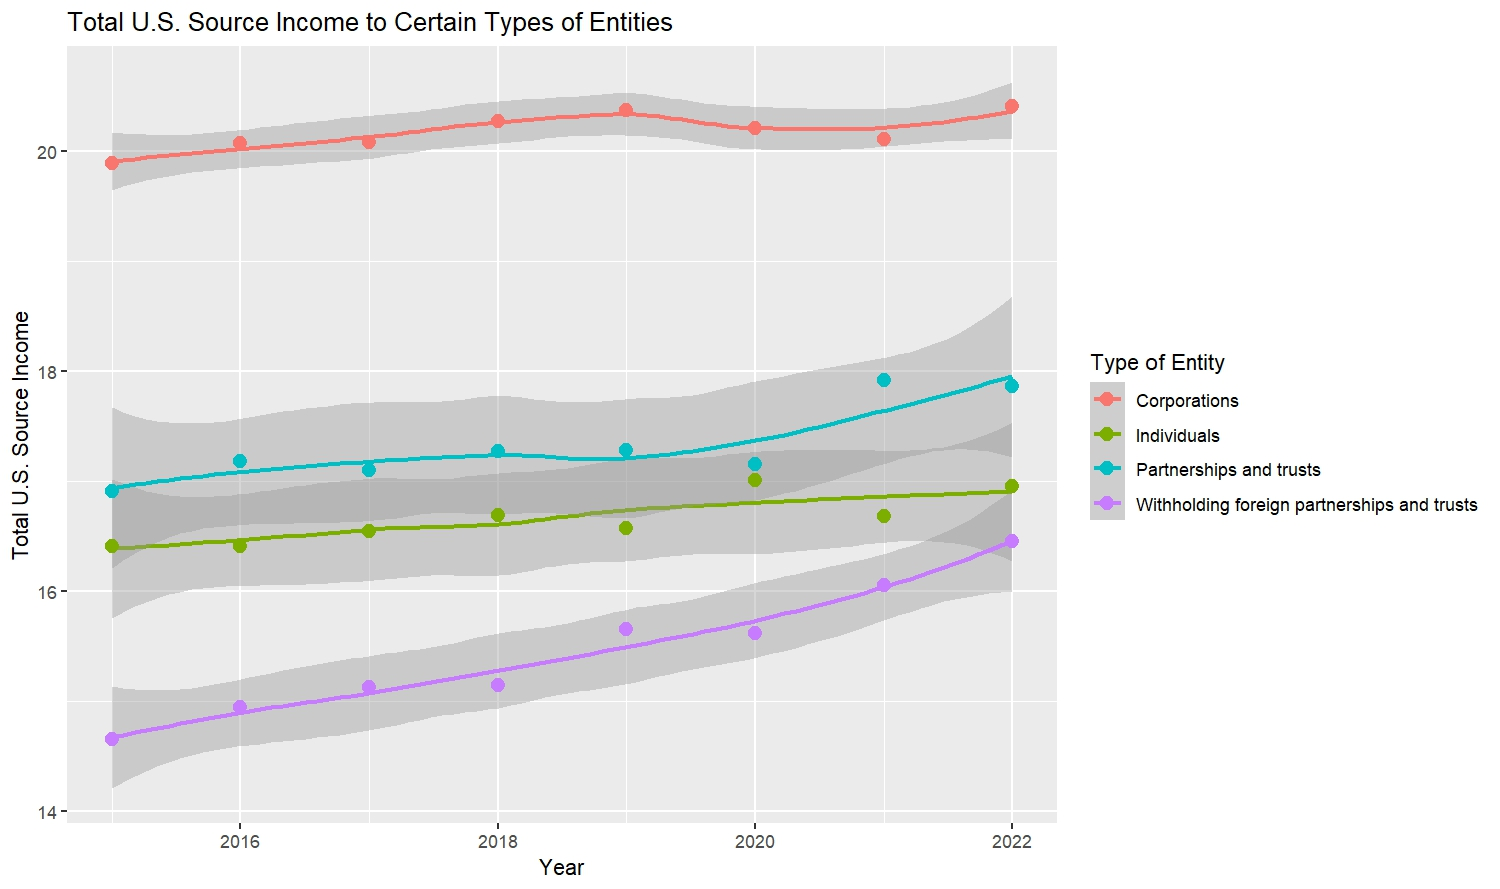 Total U.S. Source Income to Certain Types of Entities
Total U.S. Source Income
20
18
16
14
2016
2018
2020
2022
Year
Type of Entity
Corporations
Individuals
Partnerships and trusts
Withholding foreign partnerships and trusts